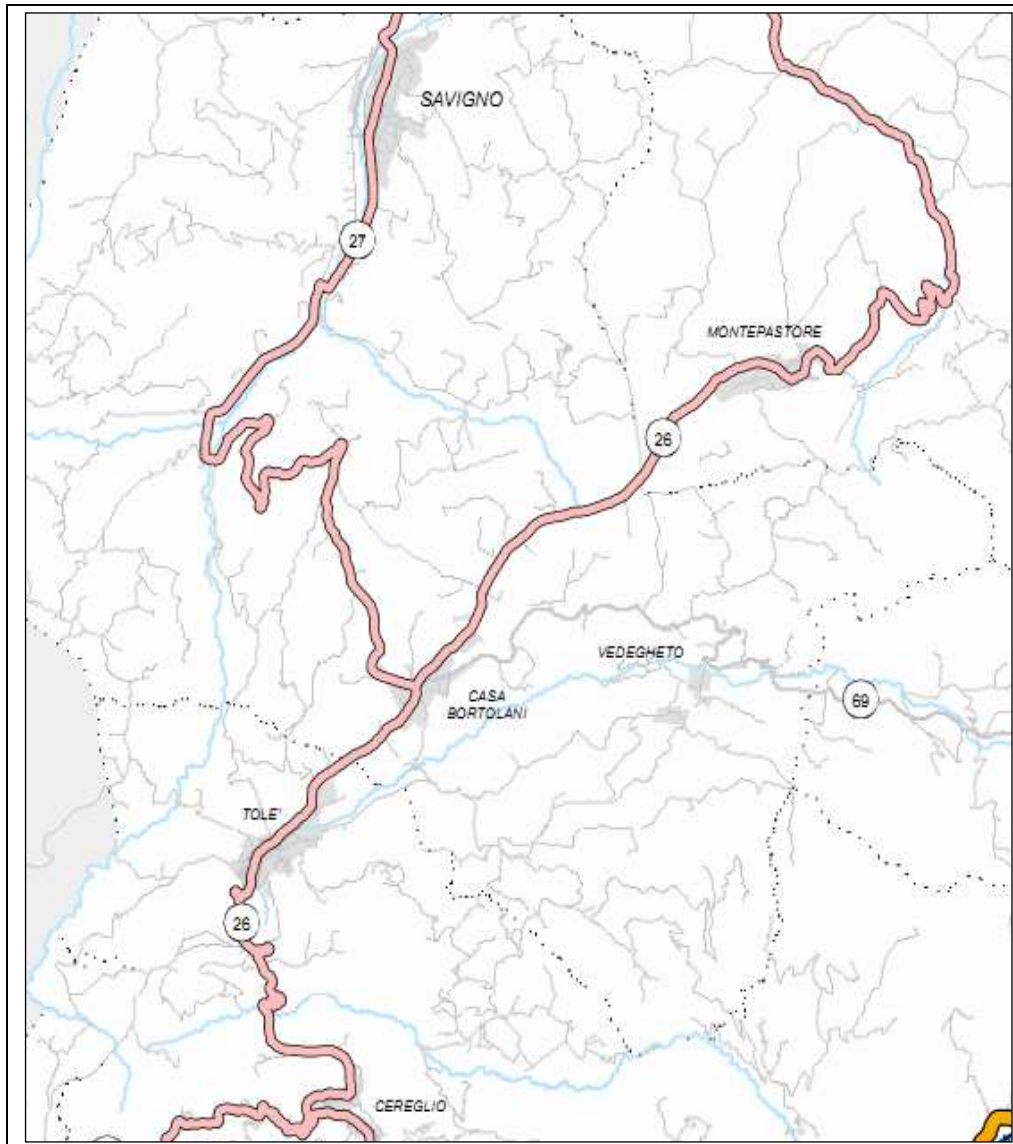 SAVIGNO
27
MONTEPASTORE
26
VEDEGHETO
69
CASA
BORTOLANI
TOLE'
26
CEREGLIO